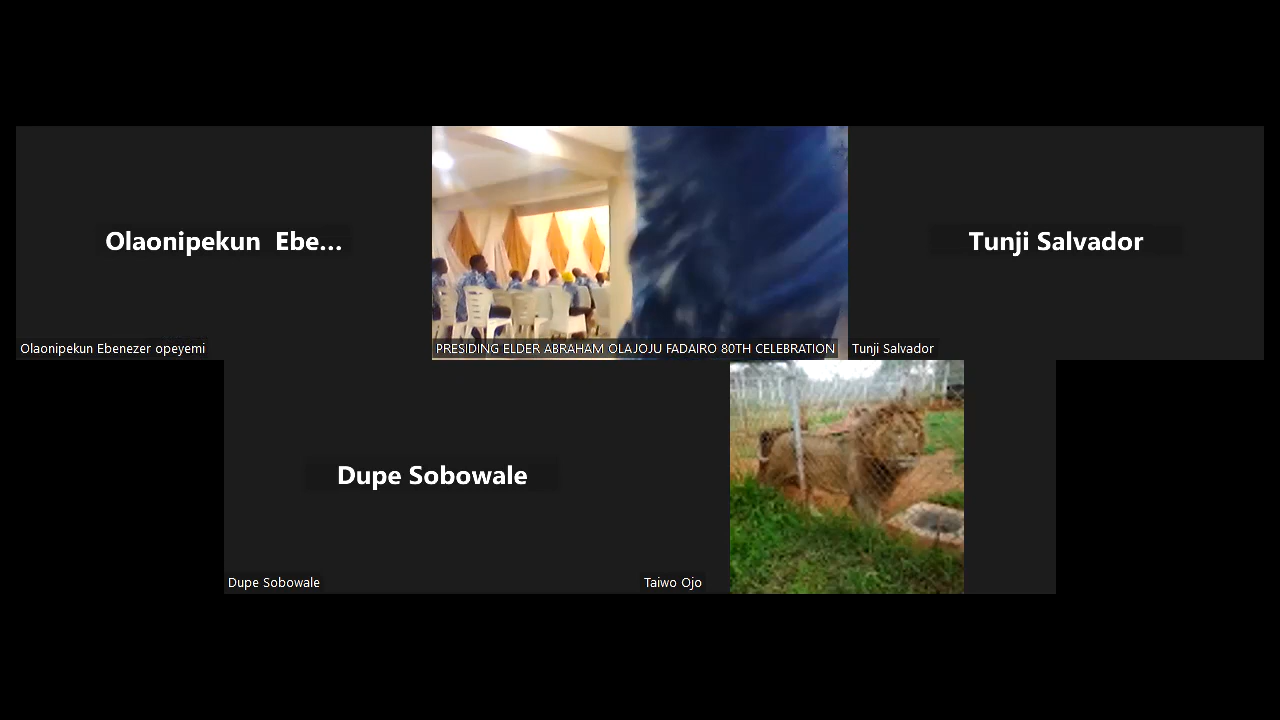 Olaonipekun  Ebe...
Olaonipekun Ebenezer opeyemi
PRESIDING ELDER ABRAHAM OLAJOJU FADAIRO 80TH CELEBRATION
Tunji Salvador
Tunji Salvador
Dupe Sobowale
Dupe Sobowale
Taiwo Ojo